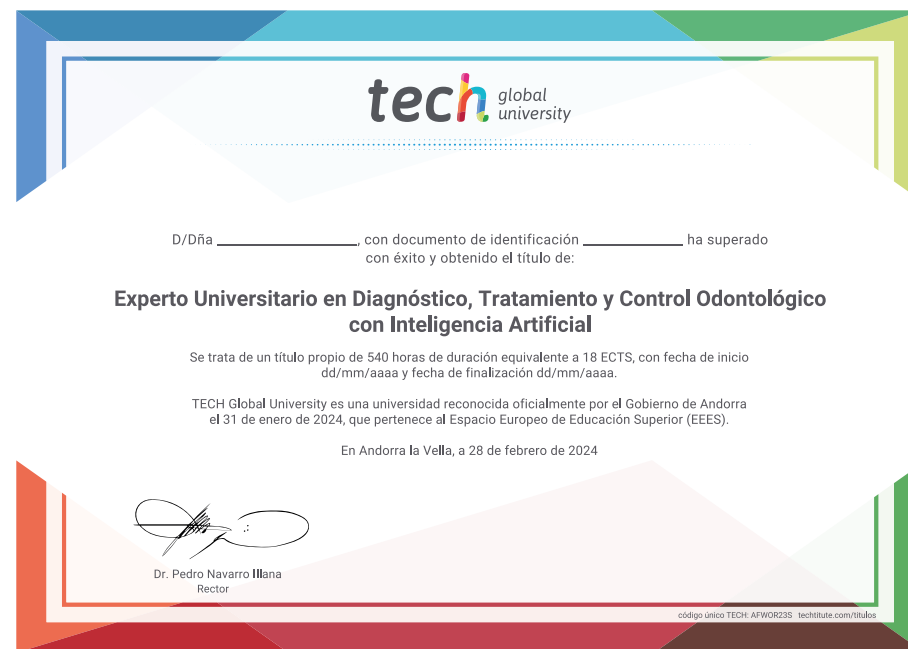 tech global university
D/Dña ____________________, con documento de identificación ______________ ha superado
con éxito y obtenido el título de:
Experto Universitario en Diagnóstico, Tratamiento y Control Odontológico
con Inteligencia Artificial
Se trata de un título propio de 540 horas de duración equivalente a 18 ECTS, con fecha de inicio
dd/mm/aaaa y fecha de finalización dd/mm/aaaa.
TECH Global University es una universidad reconocida oficialmente por el Gobierno de Andorra
el 31 de enero de 2024, que pertenece al Espacio Europeo de Educación Superior (EEES).
En Andorra la Vella, a 28 de febrero de 2024
Dr. Pedro Navarro Illana
Rector
código único TECH: AFWOR23S techtitute.com/titulos